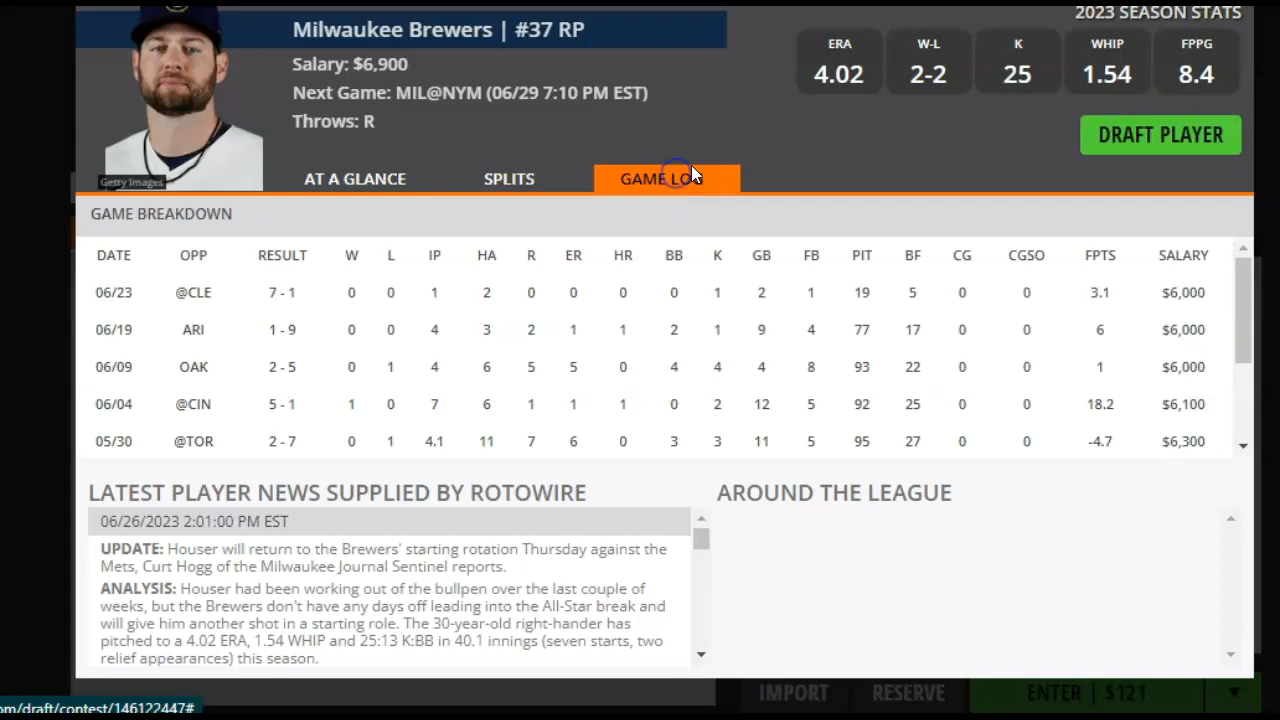 2023 SEASON STATS
Milwaukee Brewers | #37 RP
Salary: $6,900
Next Game: MIL@NYM (06/29 7:10 PM EST)
Throws: R
ERA W-L K WHIP FPPG
4.02 2-2 25 1.54 8.4
DRAFT PLAYER
Getty Images
AT A GLANCE SPLITS GAME LOG
GAME BREAKDOWN
DATE OPP RESULT W L IP HA R ER HR BB K GB FB PIT BF CG CGSO FPTS SALARY
06/23 @CLE 7 - 1 0 0 1 2 0 0 0 0 1 2 1 19 5 0 0 3.1 $6,000
06/19 ARI 1 - 9 0 0 4 3 2 1 1 2 1 9 4 77 17 0 0 6 $6,000
06/09 OAK 2 - 5 0 1 4 6 5 5 0 4 4 4 8 93 22 0 0 1 $6,000
06/04 @CIN 5 - 1 1 0 7 6 1 1 1 0 2 12 5 92 25 0 0 18.2 $6,100
05/30 @TOR 2 - 7 0 1 4.1 11 7 6 0 3 3 11 5 95 27 0 0 -4.7 $6,300
LATEST PLAYER NEWS SUPPLIED BY ROTOWIRE
06/26/2023 2:01:00 PM EST
UPDATE: Houser will return to the Brewers' starting rotation Thursday against the
Mets, Curt Hogg of the Milwaukee Journal Sentinel reports.
ANALYSIS: Houser had been working out of the bullpen over the last couple of
weeks, but the Brewers don't have any days off leading into the All-Star break and
will give him another shot in a starting role. The 30-year-old right-hander has
pitched to a 4.02 ERA, 1.54 WHIP and 25:13 K:BB in 40.1 innings (seven starts, two
relief appearances) this season.
AROUND THE LEAGUE
IMPORT RESERVE ENTER | $121
om/draft/contest/146122447#